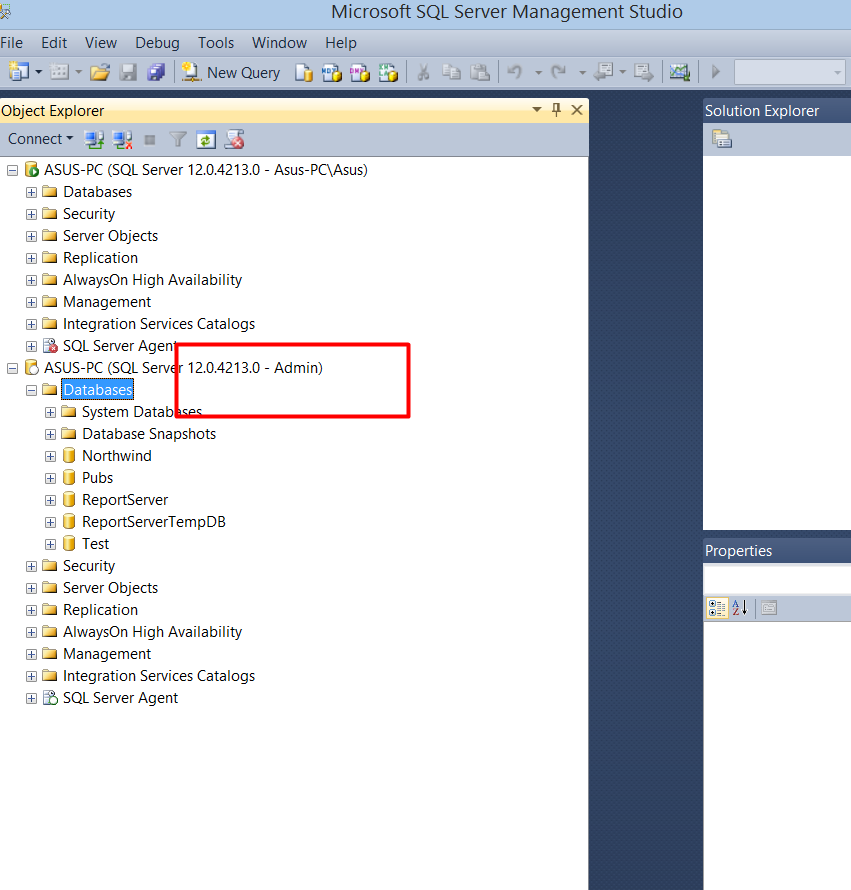 Microsoft SQL Server Management Studio
File Edit View Debug Tools Window Help
New Query
Object Explorer
Connect
ASUS-PC (SQL Server 12.0.4213.0 - Asus-PC\Asus)
Databases
Security
Server Objects
Replication
AlwaysOn High Availability
Management
Integration Services Catalogs
SQL Server Agent
ASUS-PC (SQL Server 12.0.4213.0 - Admin)
Databases
System Databases
Database Snapshots
Northwind
Pubs
ReportServer
ReportServerTempDB
Test
Security
Server Objects
Replication
AlwaysOn High Availability
Management
Integration Services Catalogs
SQL Server Agent
Solution Explorer
Properties